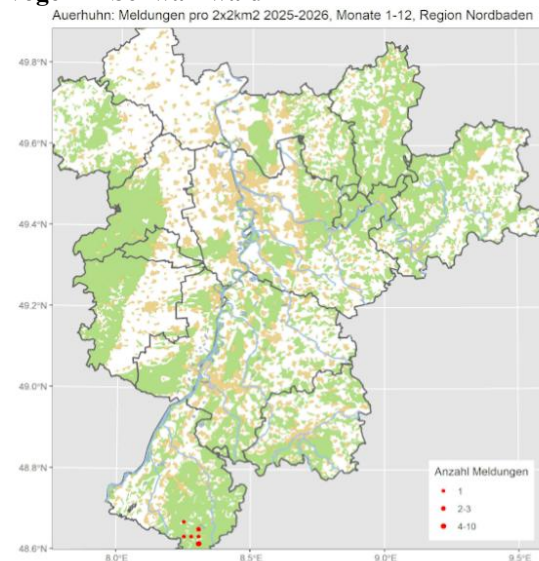 Auerhuhn: Meldungen pro 2x2km2 2025-2026, Monate 1-12, Region Nordbaden
49.8°N
49.6°N
49.4°N
49.2°N
49.0°N
48.8°N
48.6°N
Anzahl Meldungen
1
2-3
4-10
8.0°E
8.5°E
9.0°E
9.5°E